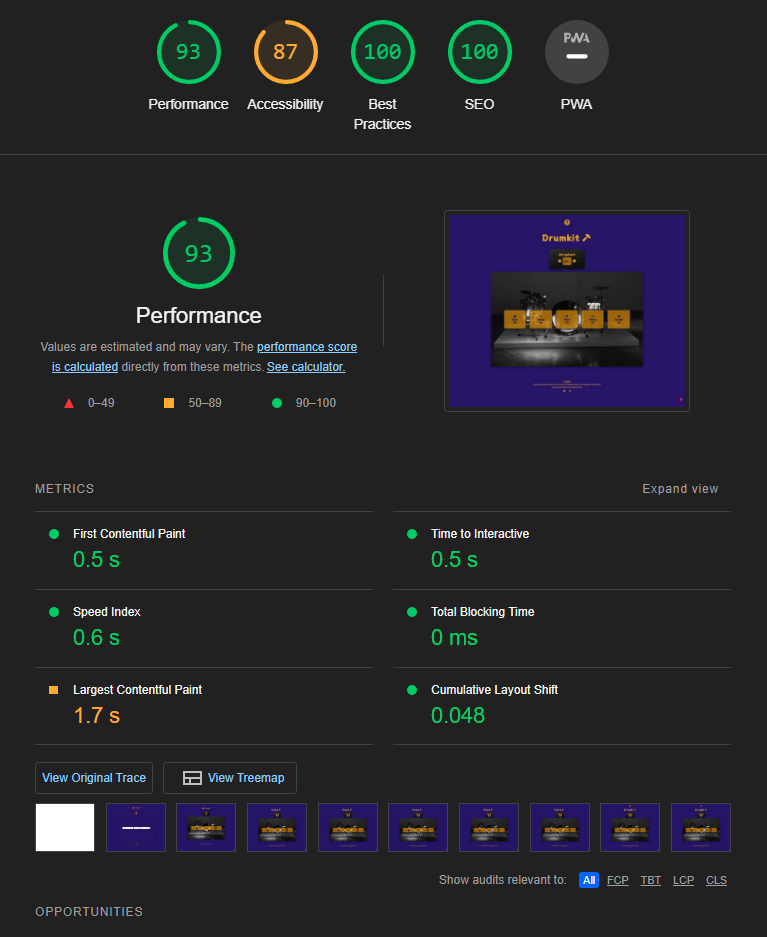 93 87 100 100 PWA
Performance Accessibility Best SEO PWA
Practices
93
Drumkit
Performance
Values are estimated and may vary. The performance score
is calculated directly from these metrics. See calculator.
0–49 50–89 90–100
METRICS Expand view
First Contentful Paint Time to Interactive
0.5 s 0.5 s
Speed Index Total Blocking Time
0.6 s 0 ms
Largest Contentful Paint Cumulative Layout Shift
1.7 s 0.048
View Original Trace View Treemap
Show audits relevant to: All FCP TBT LCP CLS
OPPORTUNITIES